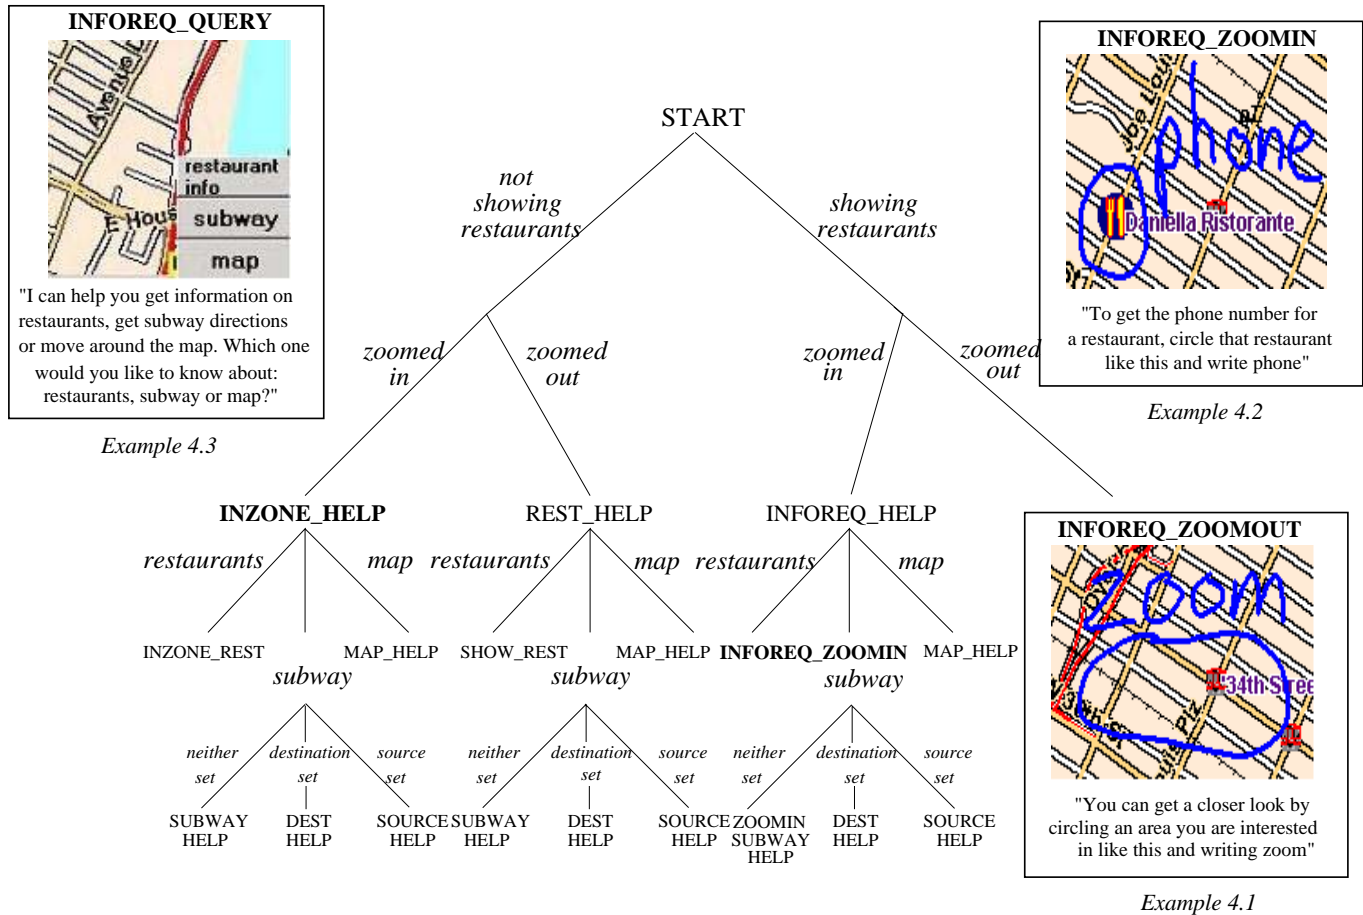 INFOREQ_QUERY
Avenue D
E Hous
restaurant
info
subway
map
"I can help you get information on
restaurants, get subway directions
or move around the map. Which one
would you like to know about:
restaurants, subway or map?"
Example 4.3
INFOREQ_ZOOMIN
Joe Lou
phone
Daniella Ristorante
"To get the phone number for
a restaurant, circle that restaurant
like this and write phone"
Example 4.2
START
not
showing
restaurants
showing
restaurants
zoomed
in
zoomed
out
zoomed
in
zoomed
out
INZONE_HELP
REST_HELP
INFOREQ_HELP
restaurants
map
restaurants
map
restaurants
map
INZONE_REST
MAP_HELP
SHOW_REST
MAP_HELP
INFOREQ_ZOOMIN
MAP_HELP
subway
subway
subway
neither
set
destination
set
source
set
neither
set
destination
set
source
set
neither
set
destination
set
source
set
SUBWAY
HELP
DEST
HELP
SOURCE
HELP
SUBWAY
HELP
DEST
HELP
SOURCE
HELP
ZOOMIN
SUBWAY
HELP
DEST
HELP
SOURCE
HELP
INFOREQ_ZOOMOUT
zoom
34th Stree
Plz
"You can get a closer look by
circling an area you are interested
in like this and writing zoom"
Example 4.1